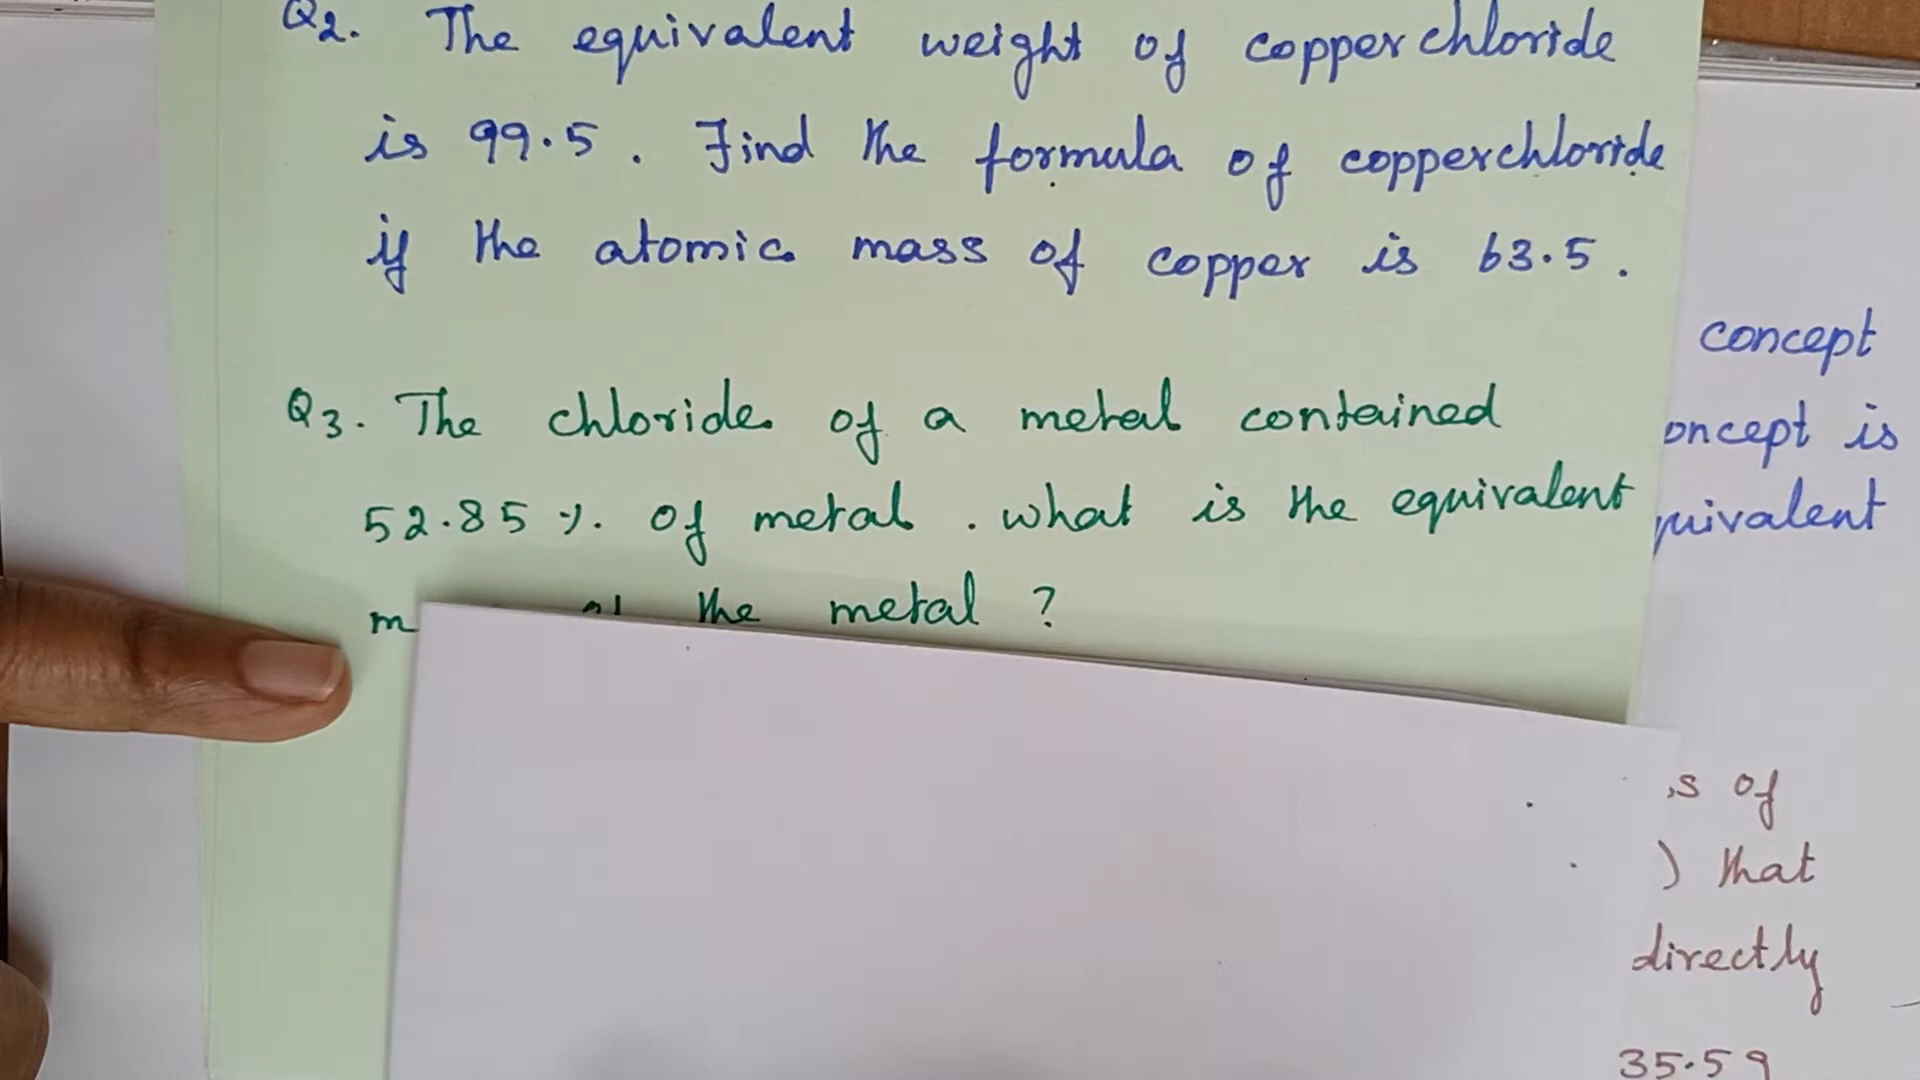 Q2. The equivalent weight of copperchloride
is 99.5. Find the formula of copperchloride
if the atomic mass of copper is 63.5.
concept
Q3. The chloride of a metal contained
oncept is
52.85 %. of metal. what is the equivalent
quivalent
the metal ?
s of
) that
directly
35.5g